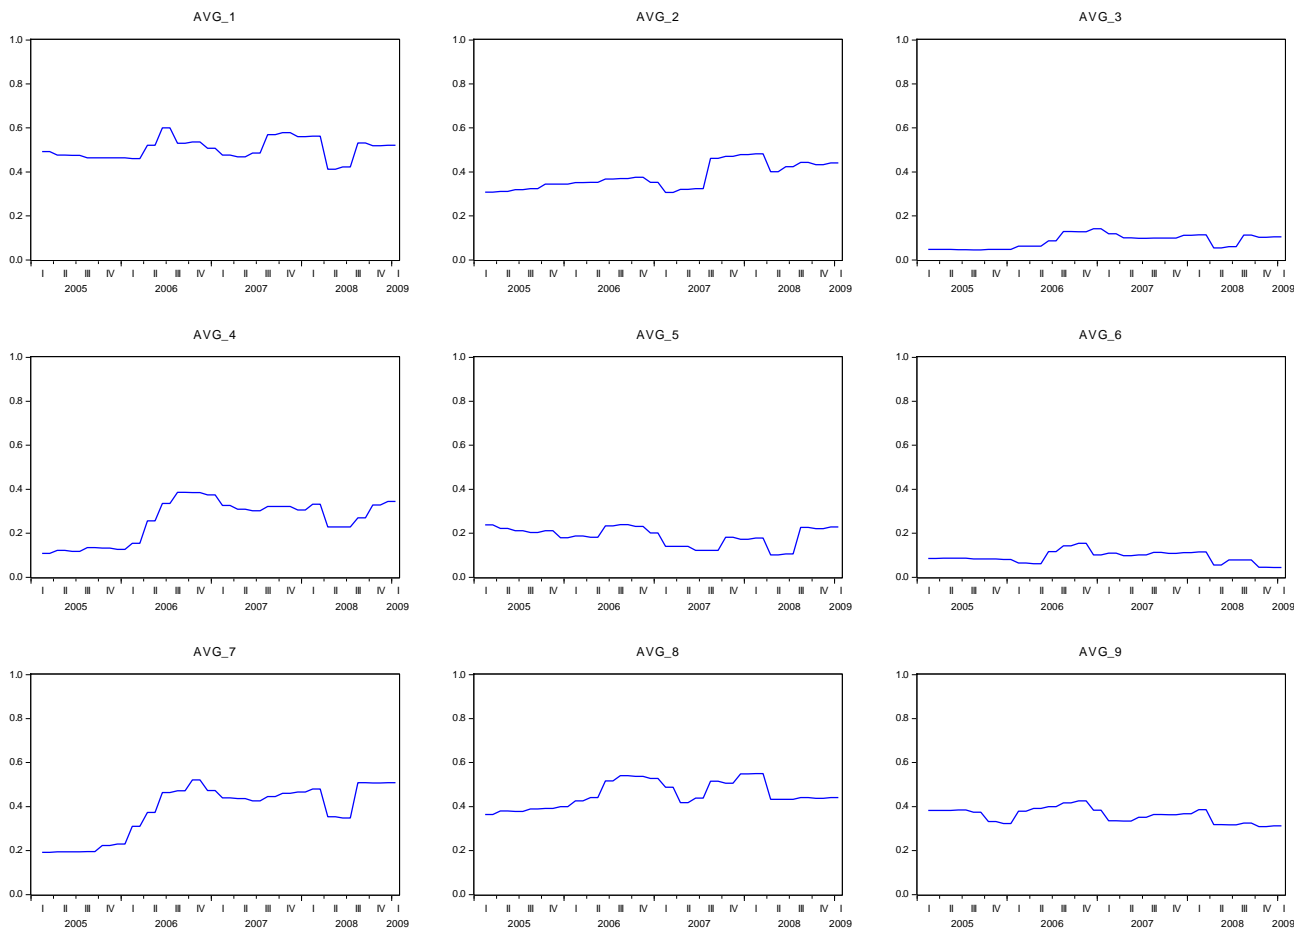 AVG_1 AVG_2 AVG_3
1.0 1.0 1.0
0.8 0.8 0.8
0.6 0.6 0.6
0.4 0.4 0.4
0.2 0.2 0.2
0.0 0.0 0.0
I II III IV I II III IV I II III IV I II III IV I I II III IV I II III IV I II III IV I II III IV I I II III IV I II III IV I II III IV I II III IV I
2005 2006 2007 2008 2009 2005 2006 2007 2008 2009 2005 2006 2007 2008 2009
AVG_4 AVG_5 AVG_6
1.0 1.0 1.0
0.8 0.8 0.8
0.6 0.6 0.6
0.4 0.4 0.4
0.2 0.2 0.2
0.0 0.0 0.0
I II III IV I II III IV I II III IV I II III IV I I II III IV I II III IV I II III IV I II III IV I I II III IV I II III IV I II III IV I II III IV I
2005 2006 2007 2008 2009 2005 2006 2007 2008 2009 2005 2006 2007 2008 2009
AVG_7 AVG_8 AVG_9
1.0 1.0 1.0
0.8 0.8 0.8
0.6 0.6 0.6
0.4 0.4 0.4
0.2 0.2 0.2
0.0 0.0 0.0
I II III IV I II III IV I II III IV I II III IV I I II III IV I II III IV I II III IV I II III IV I I II III IV I II III IV I II III IV I II III IV I
2005 2006 2007 2008 2009 2005 2006 2007 2008 2009 2005 2006 2007 2008 2009